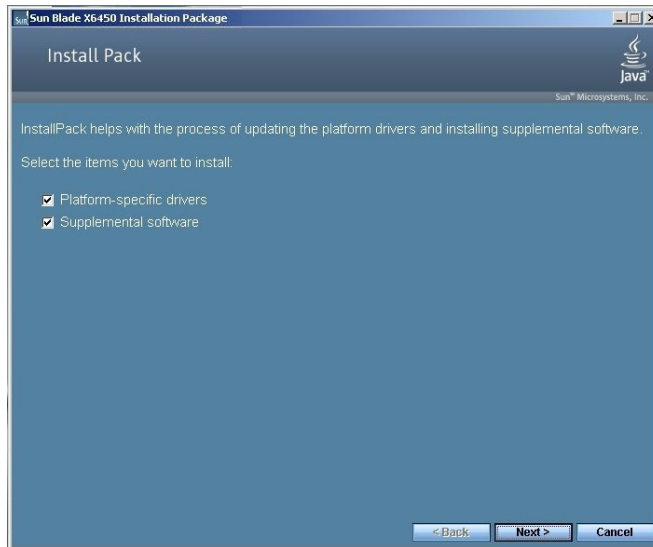 Sun Sun Blade X6450 Installation Package
Install Pack
Java™
Sun™ Microsystems, Inc.
InstallPack helps with the process of updating the platform drivers and installing supplemental software.
Select the items you want to install:
Platform-specific drivers
Supplemental software
< Back Next > Cancel